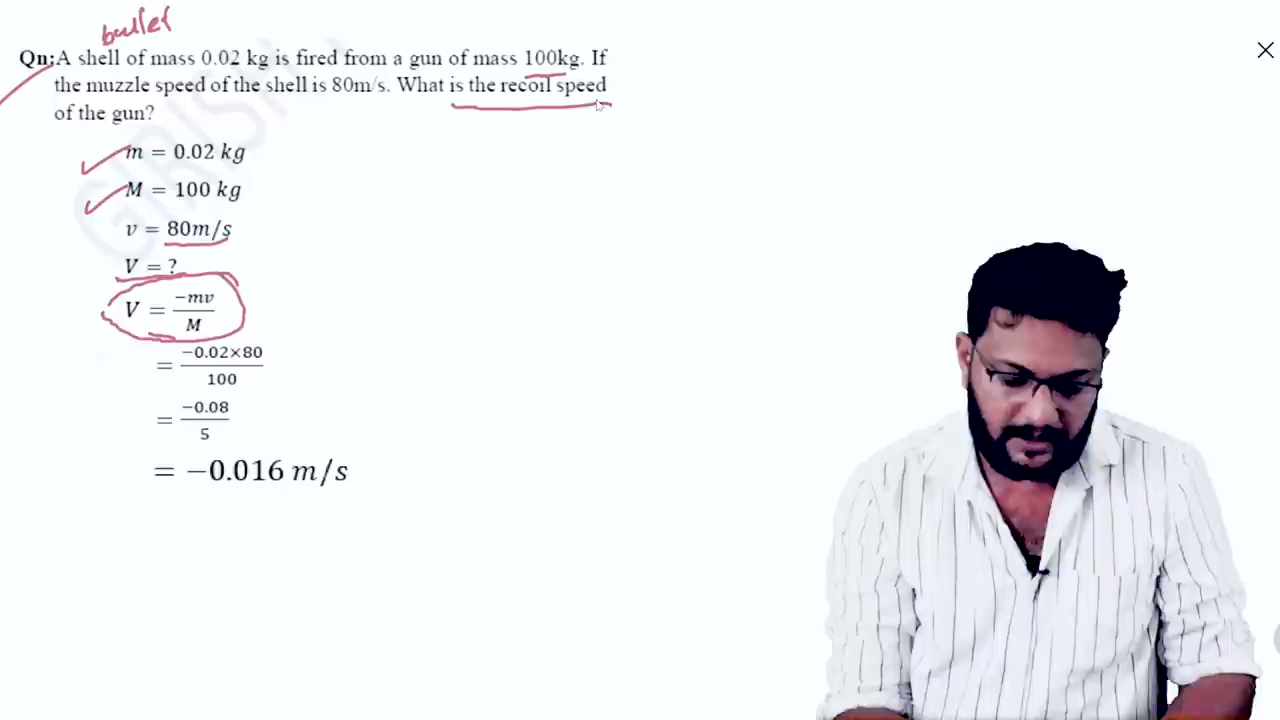 bullet
Qn: A shell of mass 0.02 kg is fired from a gun of mass 100kg. If
the muzzle speed of the shell is 80m/s. What is the recoil speed
of the gun?
m = 0.02 kg
M = 100 kg
v = 80m/s
V = ?
V = −mv/M
= −0.02×80/100
= −0.08/5
= −0.016 m/s
GIRISH